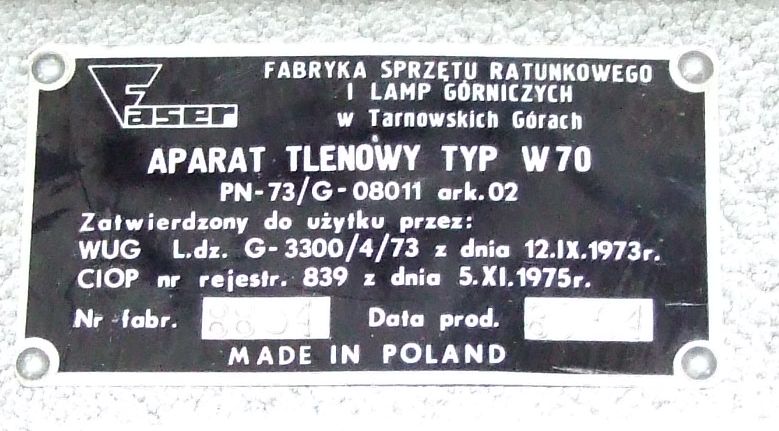 Faser
FABRYKA SPRZĘTU RATUNKOWEGO
I LAMP GÓRNICZYCH
w Tarnowskich Górach
APARAT TLENOWY TYP W70
PN-73/G-08011 ark.02
Zatwierdzony do użytku przez:
WUG L.dz. G-3300/4/73 z dnia 12.IX.1973r.
CIOP nr rejestr. 839 z dnia 5.XI.1975r.
Nr fabr. Data prod.
MADE IN POLAND